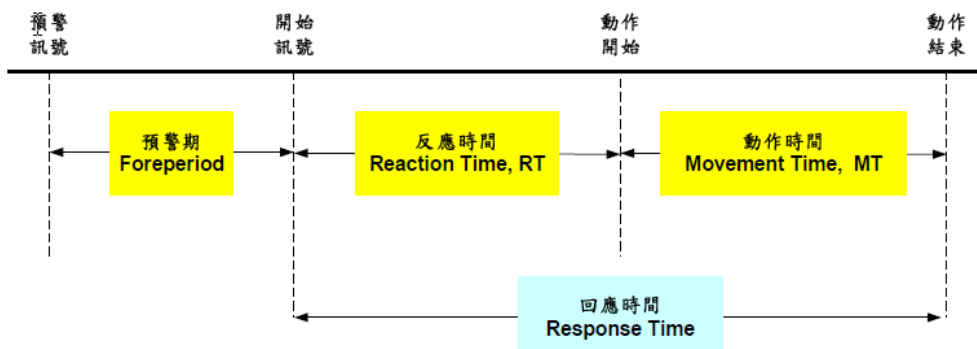 預警
訊號
開始
訊號
動作
開始
動作
結束
預警期
Foreperiod
反應時間
Reaction Time, RT
動作時間
Movement Time, MT
回應時間
Response Time